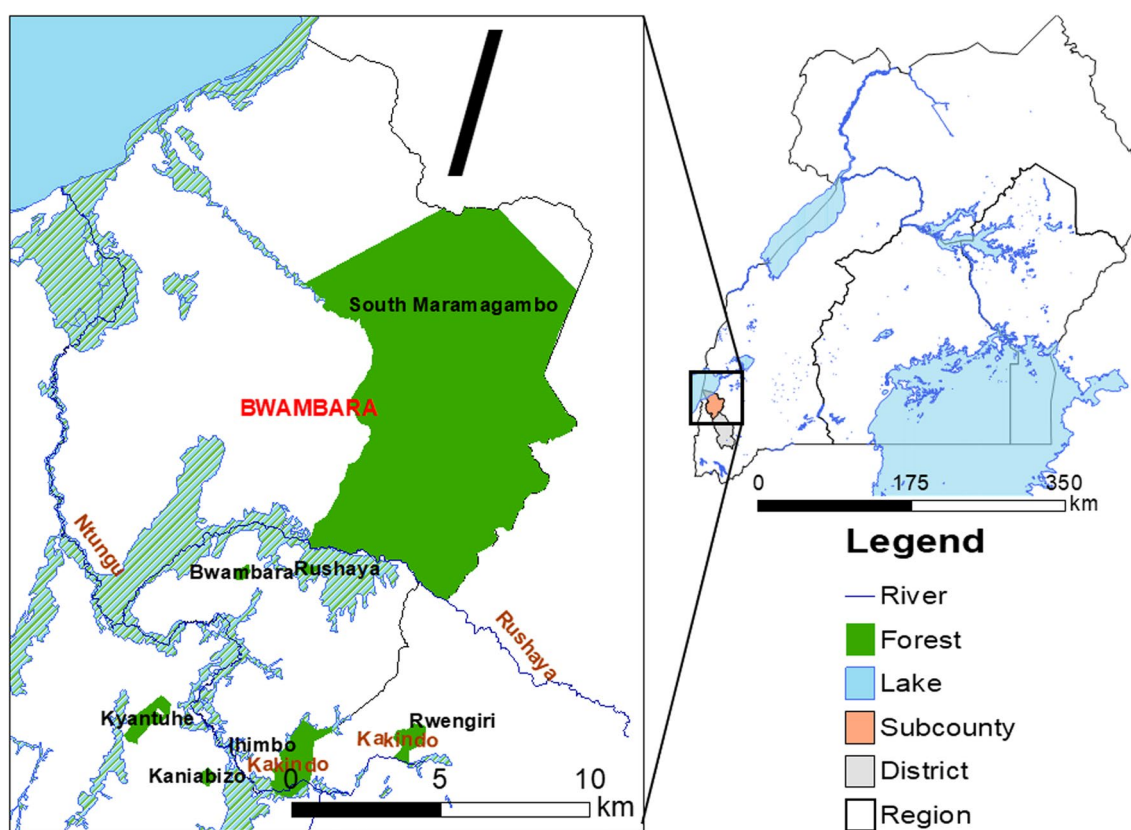 South Maramagambo
BWAMBARA
Ntungu
Bwambara
Rushaya
Rushaya
Kyantuhe
Ihimbo
Kakindo
Rwengiri
Kakindo
Kaniabizo
0 5 10
km
0 175 350
km
Legend
River
Forest
Lake
Subcounty
District
Region